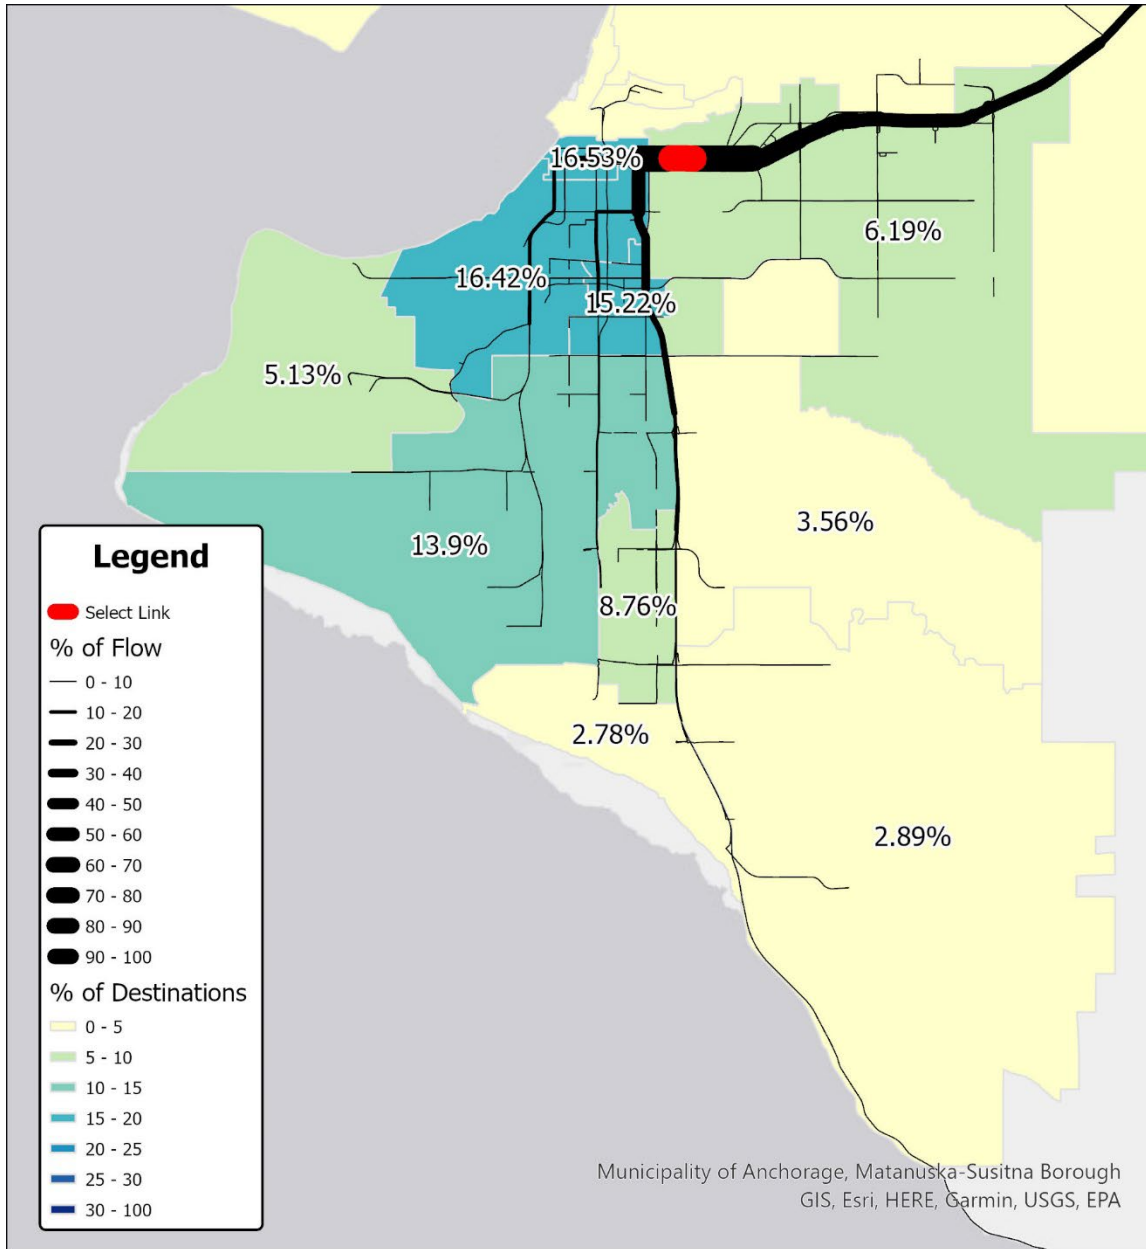 16.53%
6.19%
16.42%
15.22%
5.13%
3.56%
13.9%
8.76%
2.78%
2.89%
Legend
Select Link
% of Flow
0 - 10
10 - 20
20 - 30
30 - 40
40 - 50
50 - 60
60 - 70
70 - 80
80 - 90
90 - 100
% of Destinations
0 - 5
5 - 10
10 - 15
15 - 20
20 - 25
25 - 30
30 - 100
Municipality of Anchorage, Matanuska-Susitna Borough
GIS, Esri, HERE, Garmin, USGS, EPA